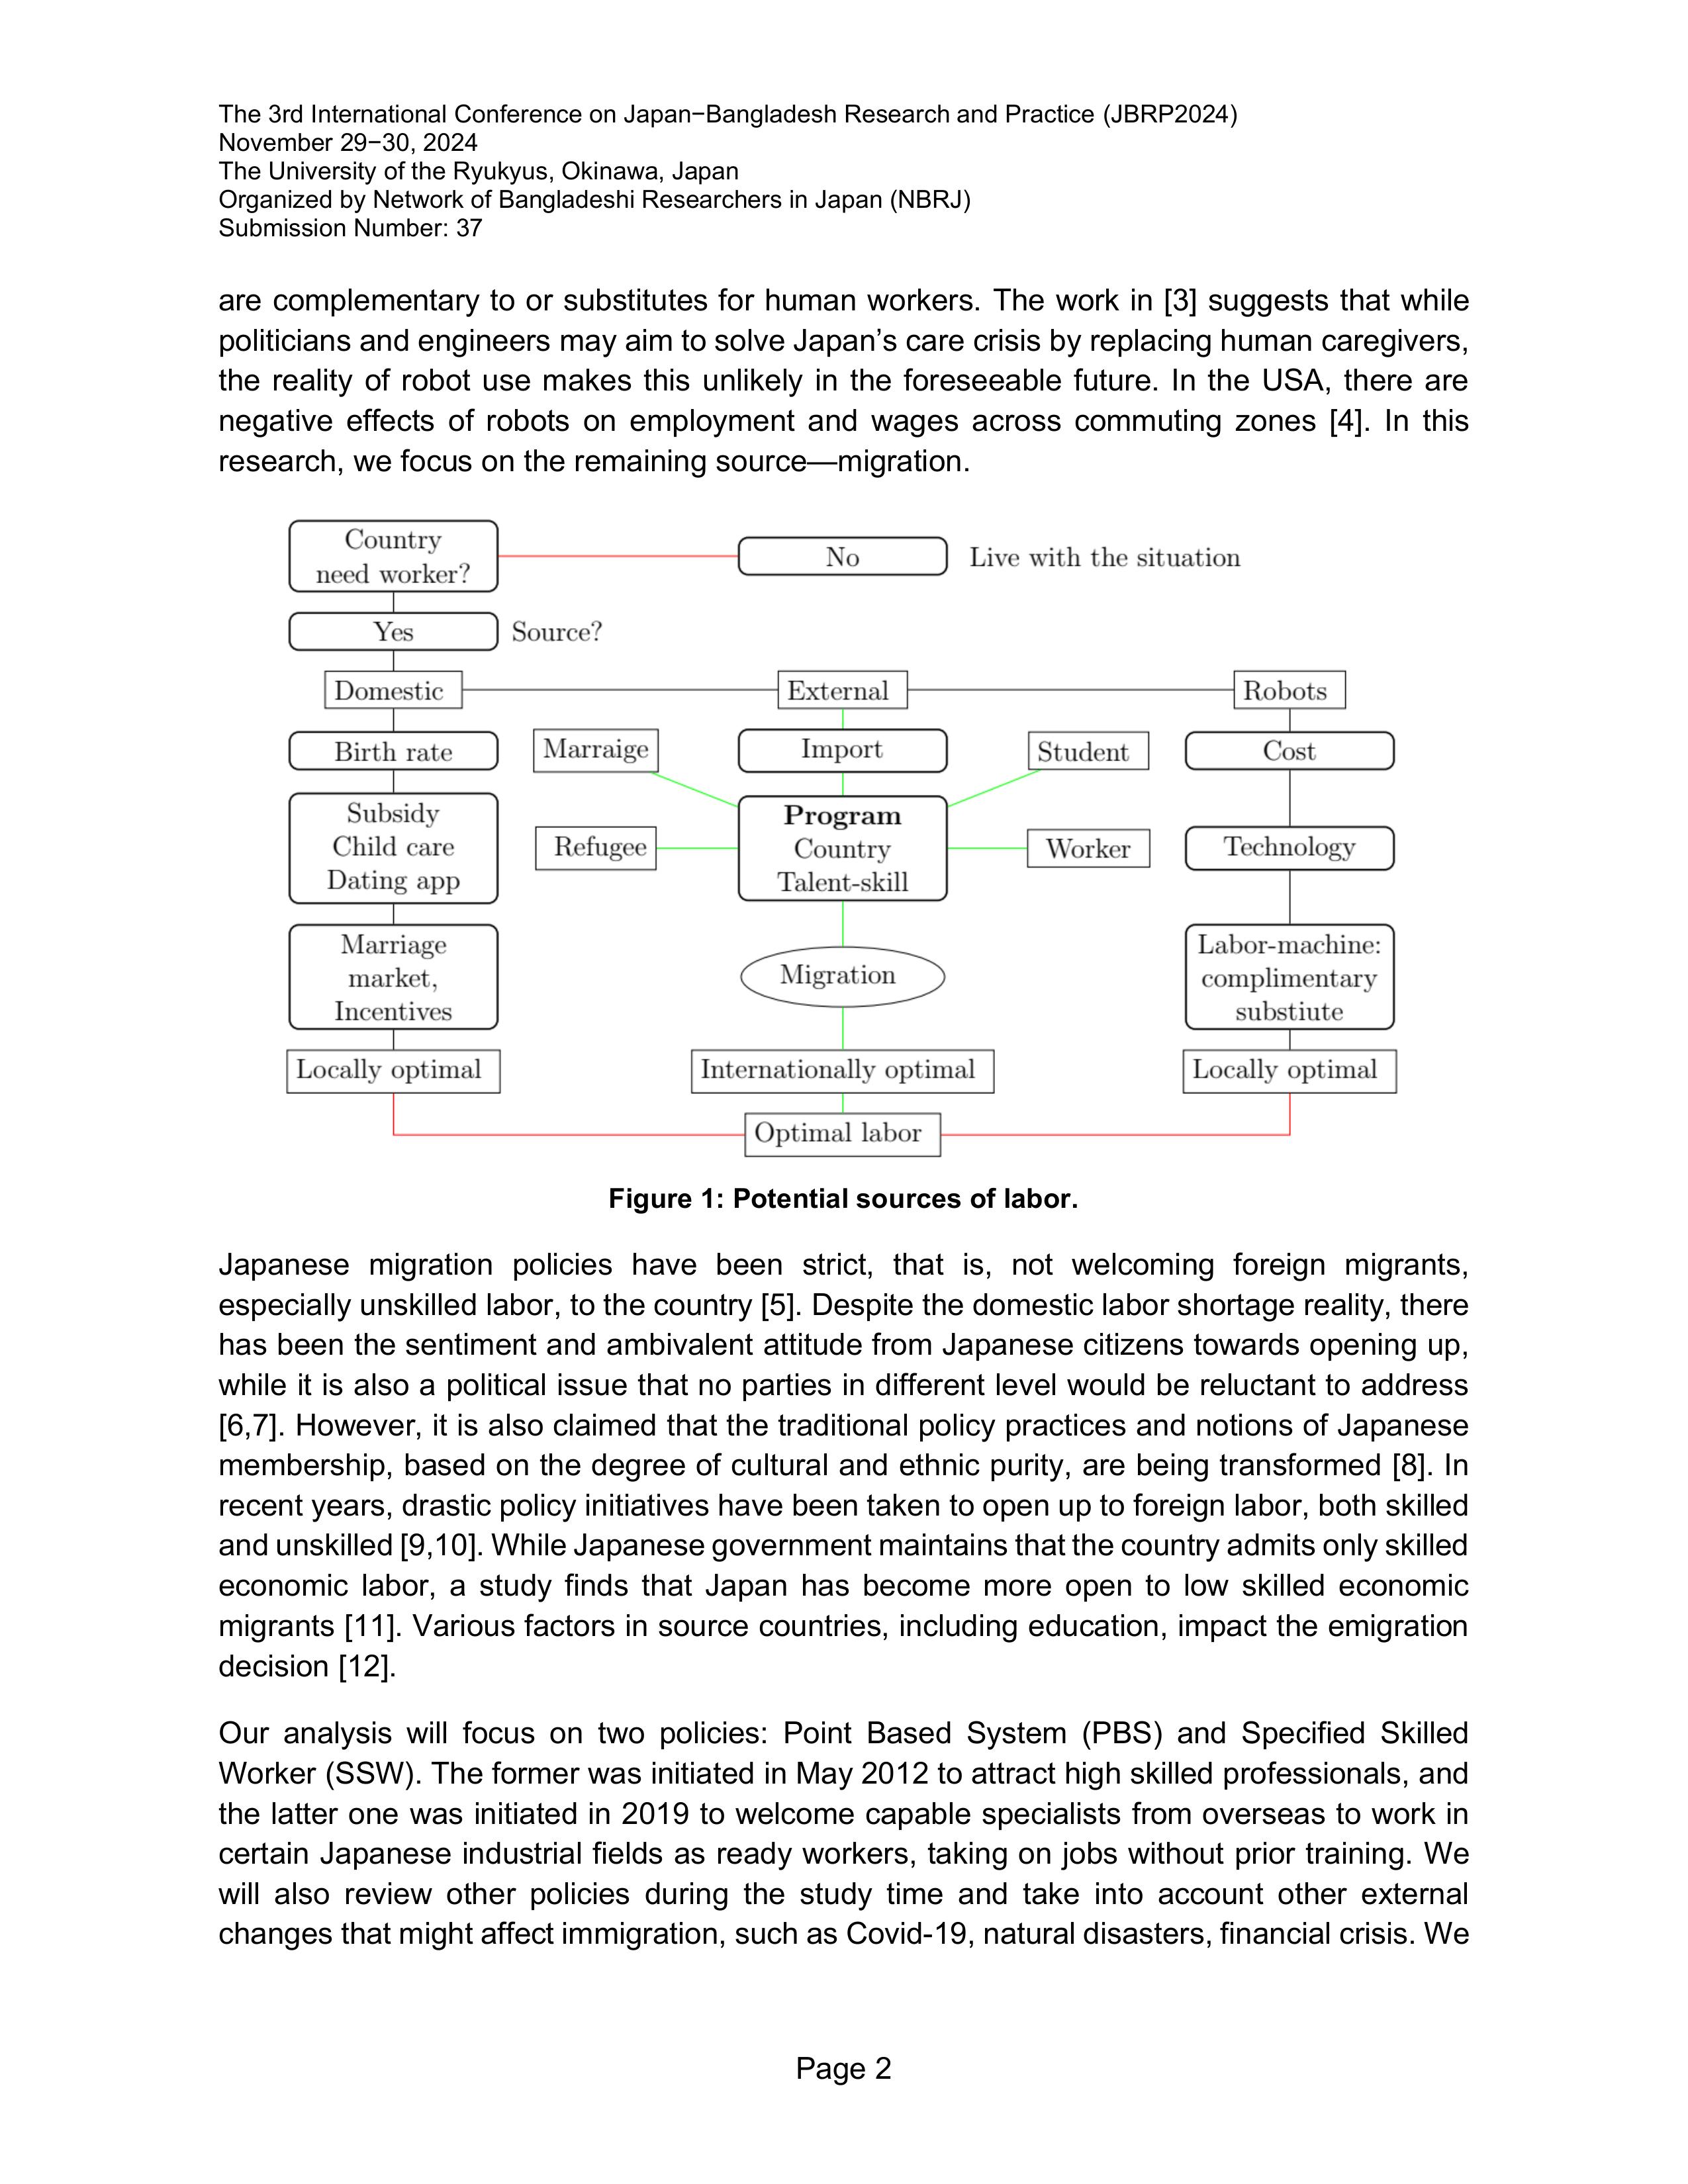 The 3rd International Conference on Japan−Bangladesh Research and Practice (JBRP2024)
November 29−30, 2024
The University of the Ryukyus, Okinawa, Japan
Organized by Network of Bangladeshi Researchers in Japan (NBRJ)
Submission Number: 37
are complementary to or substitutes for human workers. The work in [3] suggests that while
politicians and engineers may aim to solve Japan’s care crisis by replacing human caregivers,
the reality of robot use makes this unlikely in the foreseeable future. In the USA, there are
negative effects of robots on employment and wages across commuting zones [4]. In this
research, we focus on the remaining source—migration.
Country
need worker?
No
Live with the situation
Yes
Source?
Domestic
External
Robots
Birth rate
Marraige
Import
Student
Cost
Subsidy
Child care
Dating app
Refugee
Program
Country
Talent-skill
Worker
Technology
Marriage
market,
Incentives
Migration
Labor-machine:
complimentary
substiute
Locally optimal
Internationally optimal
Locally optimal
Optimal labor
Figure 1: Potential sources of labor.
Japanese migration policies have been strict, that is, not welcoming foreign migrants,
especially unskilled labor, to the country [5]. Despite the domestic labor shortage reality, there
has been the sentiment and ambivalent attitude from Japanese citizens towards opening up,
while it is also a political issue that no parties in different level would be reluctant to address
[6,7]. However, it is also claimed that the traditional policy practices and notions of Japanese
membership, based on the degree of cultural and ethnic purity, are being transformed [8]. In
recent years, drastic policy initiatives have been taken to open up to foreign labor, both skilled
and unskilled [9,10]. While Japanese government maintains that the country admits only skilled
economic labor, a study finds that Japan has become more open to low skilled economic
migrants [11]. Various factors in source countries, including education, impact the emigration
decision [12].
Our analysis will focus on two policies: Point Based System (PBS) and Specified Skilled
Worker (SSW). The former was initiated in May 2012 to attract high skilled professionals, and
the latter one was initiated in 2019 to welcome capable specialists from overseas to work in
certain Japanese industrial fields as ready workers, taking on jobs without prior training. We
will also review other policies during the study time and take into account other external
changes that might affect immigration, such as Covid-19, natural disasters, financial crisis. We
Page 2